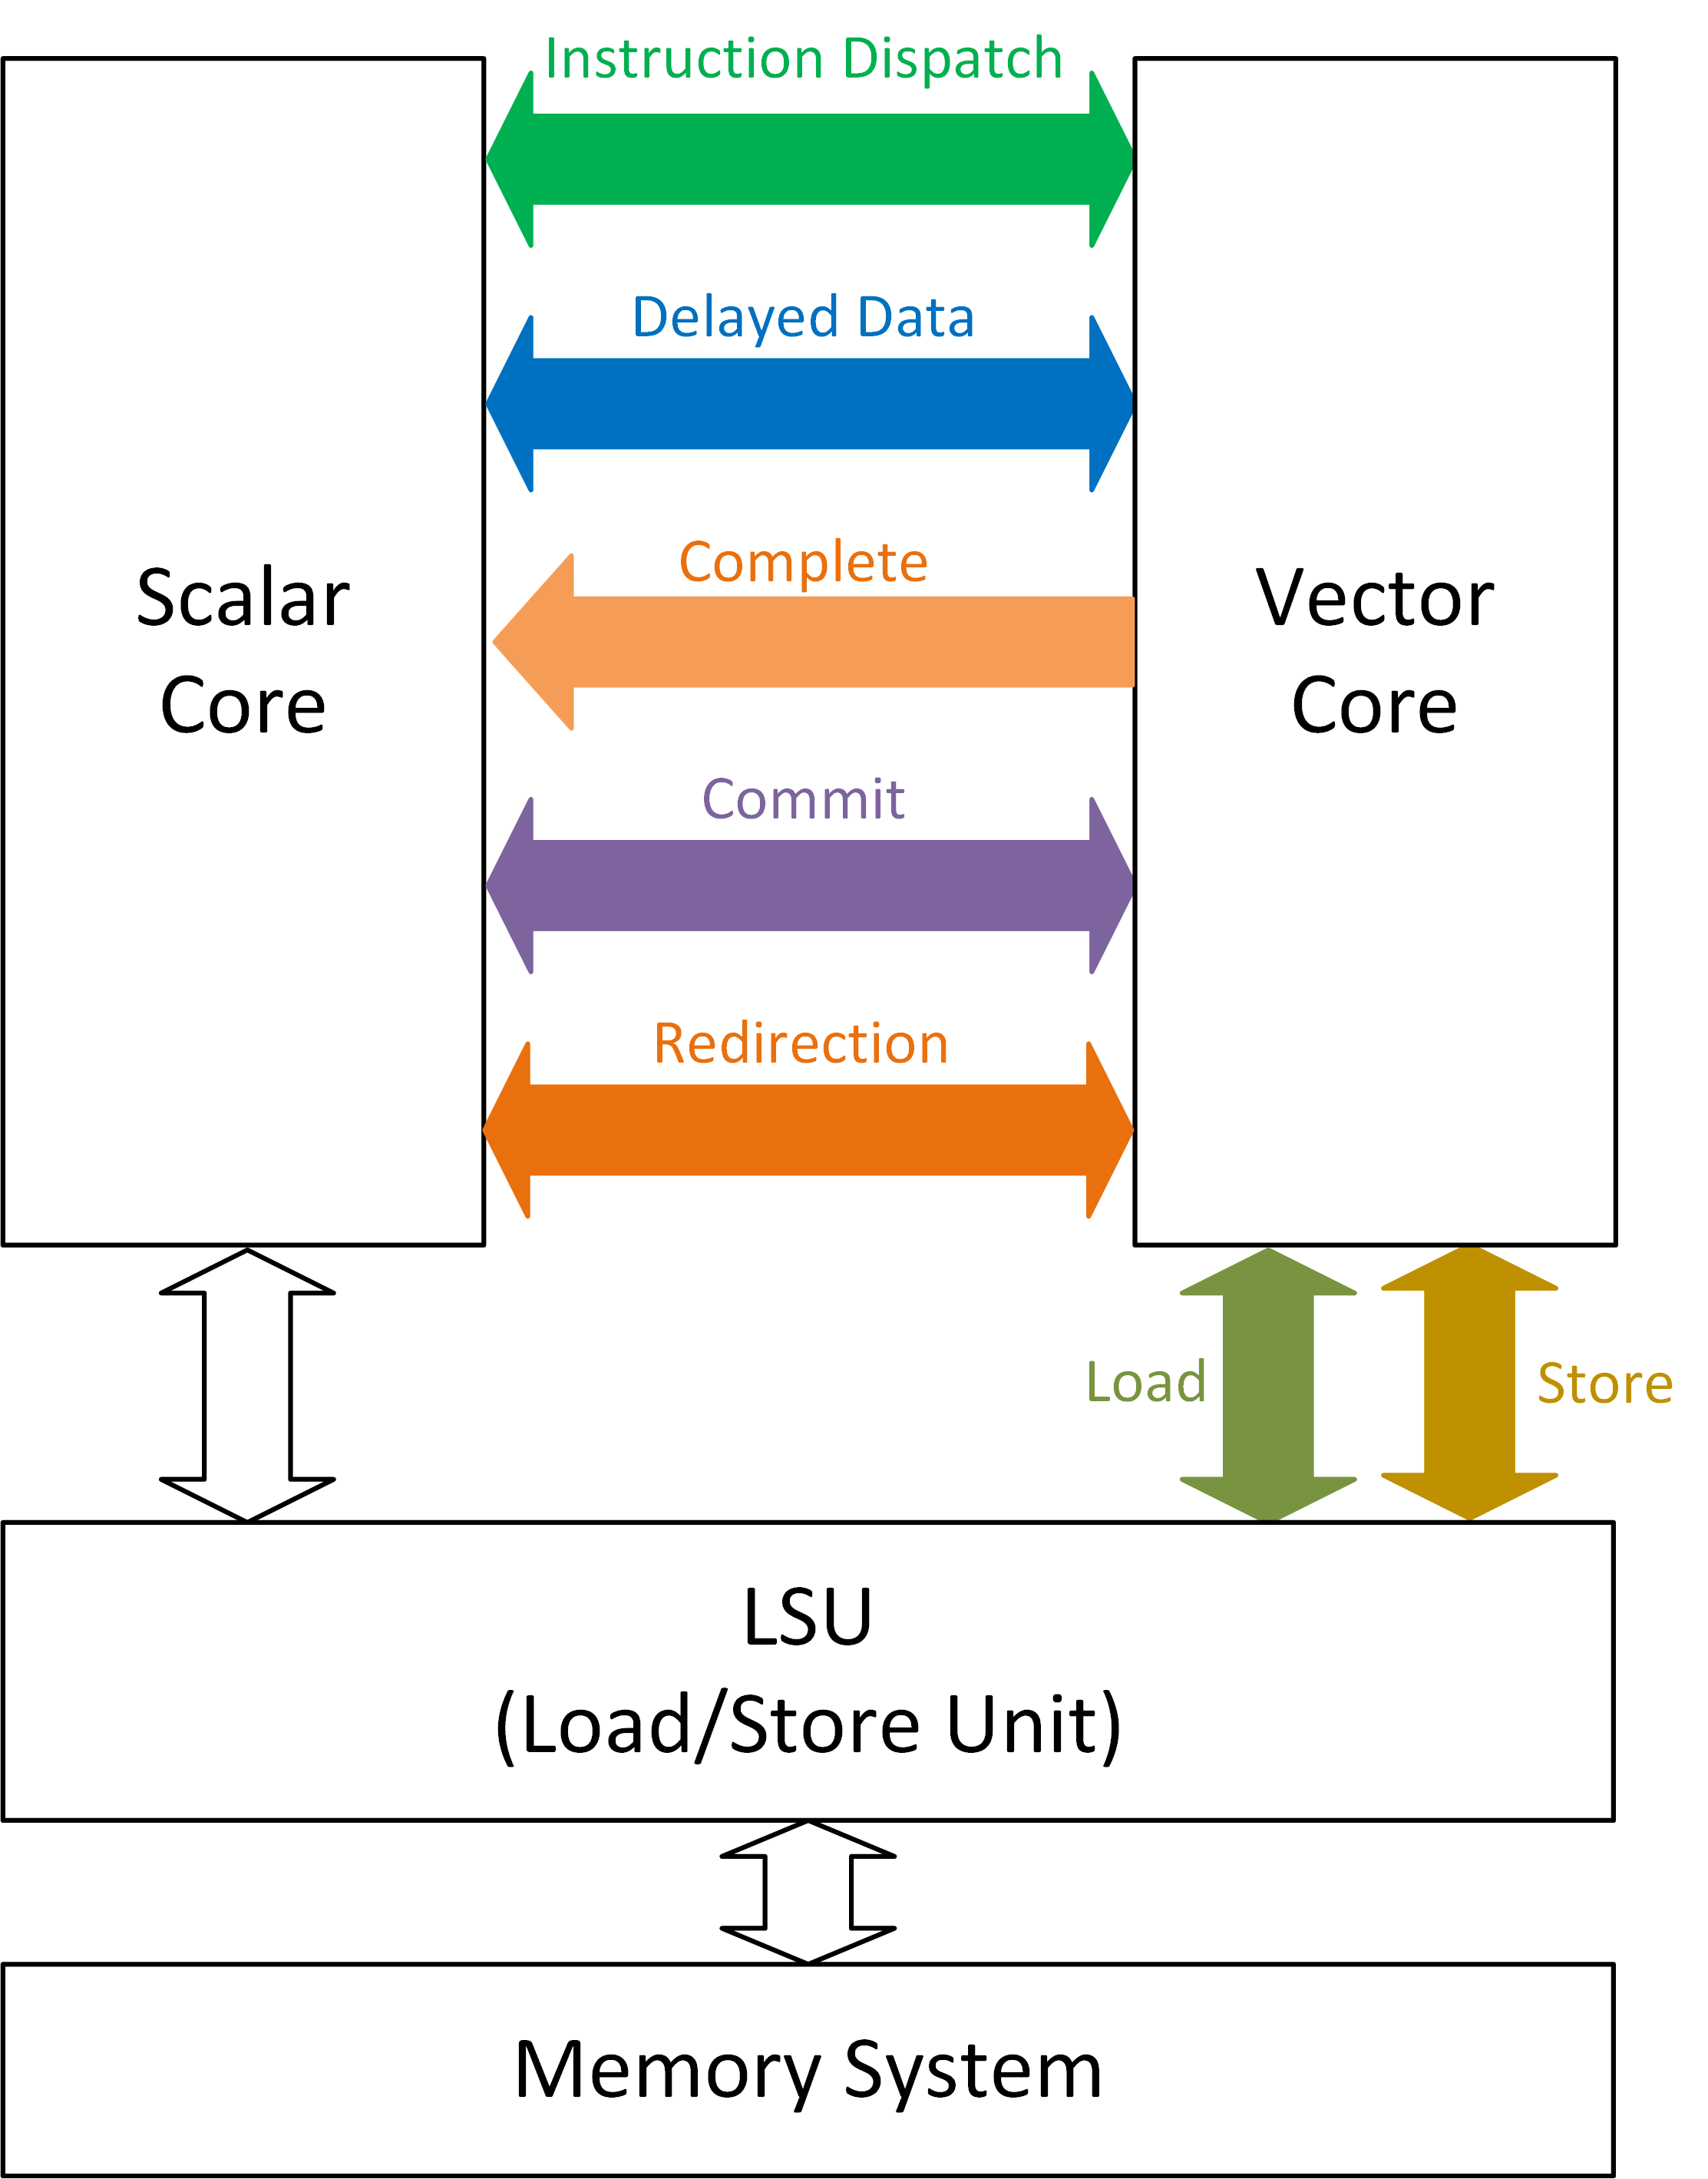 Instruction Dispatch
Delayed Data
Complete
Scalar
Core
Vector
Core
Commit
Redirection
Load
Store
LSU
(Load/Store Unit)
Memory System